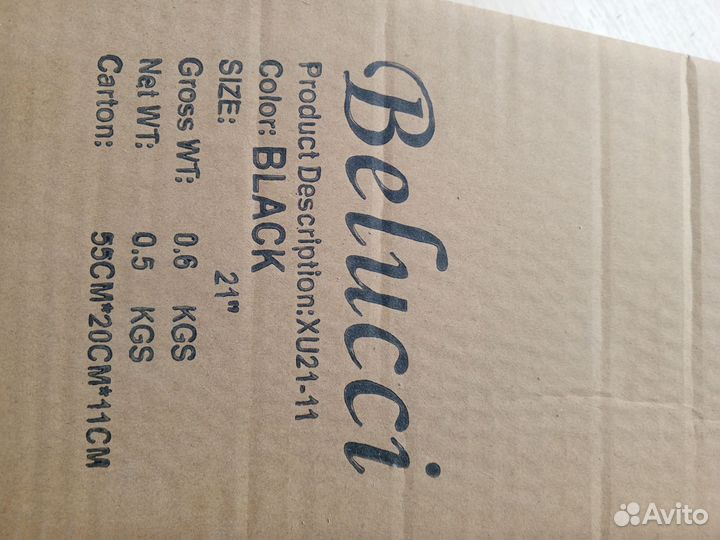 Belucci
Product Description:XU21-11
Color: BLACK
SIZE: 21"
Gross WT: 0.6 KGS
Net WT: 0.5 KGS
Carton: 55CM*20CM*11CM
Avito